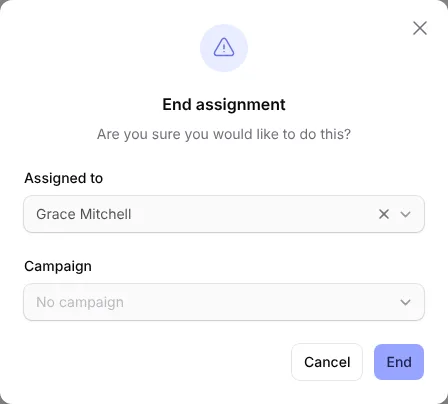 End assignment
Are you sure you would like to do this?
Assigned to
Grace Mitchell
Campaign
No campaign
Cancel
End